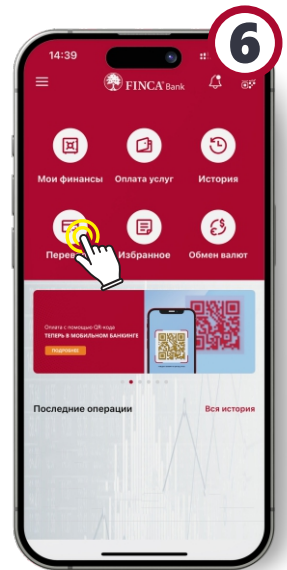 6
14:39
FINCA Bank
Мои финансы Оплата услуг История
Избранное Обмен валют
Оплата с помощью QR-кода
ТЕПЕРЬ В МОБИЛЬНОМ БАНКИНГЕ
ПОДРОБНЕЕ
Последние операции Вся история